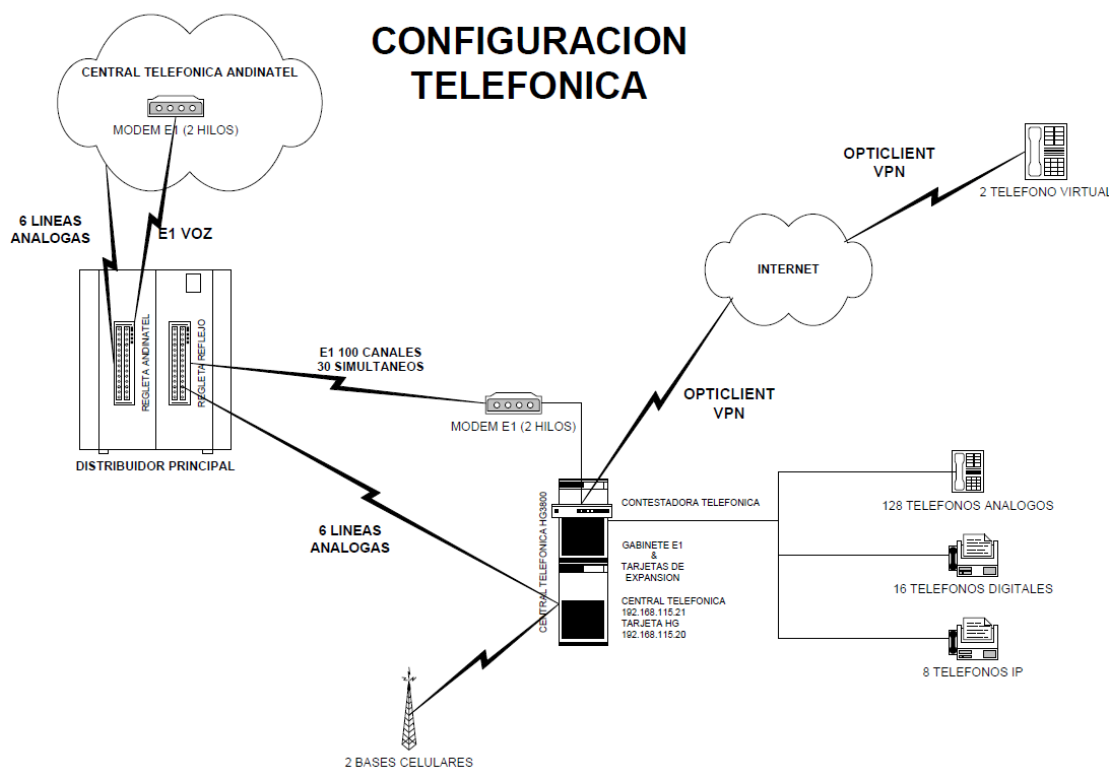 CONFIGURACION
TELEFONICA
CENTRAL TELEFONICA ANDINATEL
MODEM E1 (2 HILOS)
6 LINEAS
ANALOGAS
E1 VOZ
REGLETA ANDINATEL
REGLETA REFLEJO
DISTRIBUIDOR PRINCIPAL
E1 100 CANALES
30 SIMULTANEOS
MODEM E1 (2 HILOS)
6 LINEAS
ANALOGAS
OPTICLIENT
VPN
2 TELEFONO VIRTUAL
INTERNET
OPTICLIENT
VPN
CENTRAL TELEFONICA HG3800
CONTESTADORA TELEFONICA
GABINETE E1
&
TARJETAS DE
EXPANSION
CENTRAL TELEFONICA
192.168.115.21
TARJETA HG
192.168.115.20
128 TELEFONOS ANALOGOS
16 TELEFONOS DIGITALES
8 TELEFONOS IP
2 BASES CELULARES